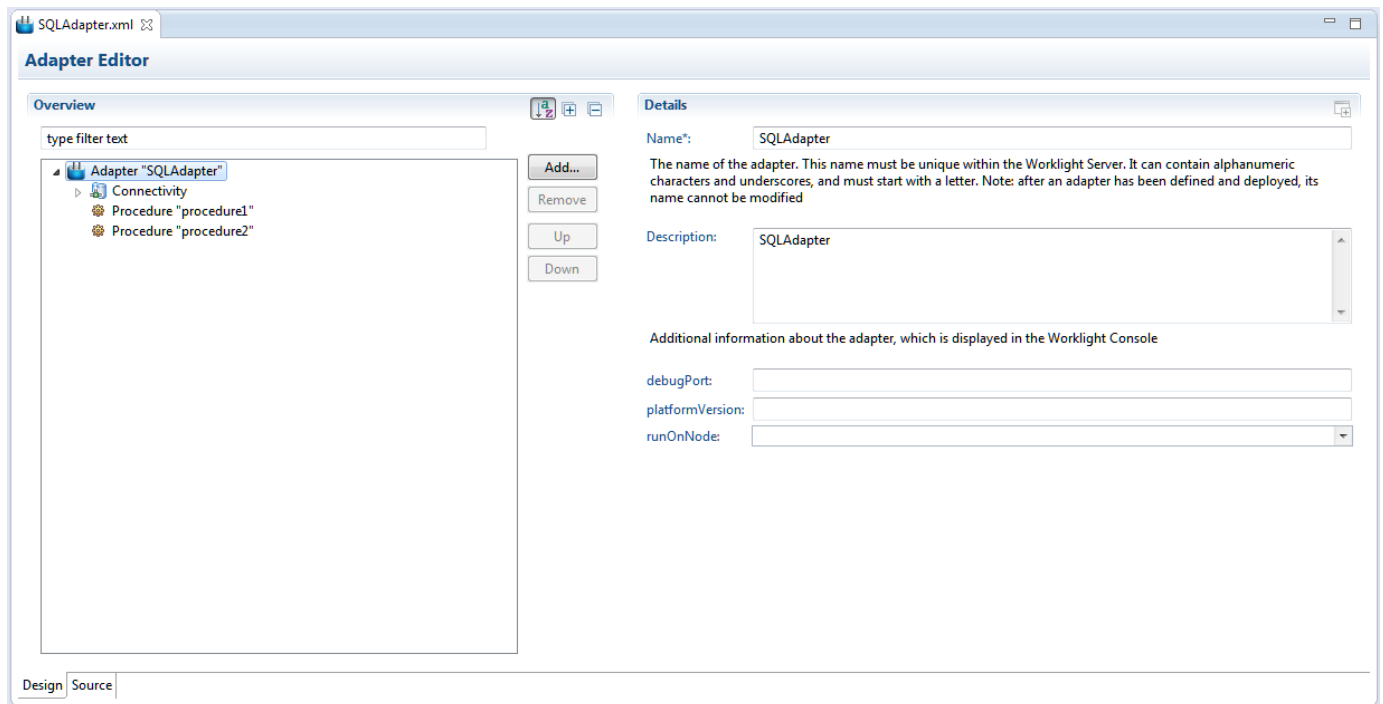 SQLAdapter.xml
Adapter Editor
Overview
type filter text
Adapter "SQLAdapter"
Connectivity
Procedure "procedure1"
Procedure "procedure2"
Add...
Remove
Up
Down
Details
Name*:
SQLAdapter
The name of the adapter. This name must be unique within the Worklight Server. It can contain alphanumeric
characters and underscores, and must start with a letter. Note: after an adapter has been defined and deployed, its
name cannot be modified
Description:
SQLAdapter
Additional information about the adapter, which is displayed in the Worklight Console
debugPort:
platformVersion:
runOnNode:
Design
Source